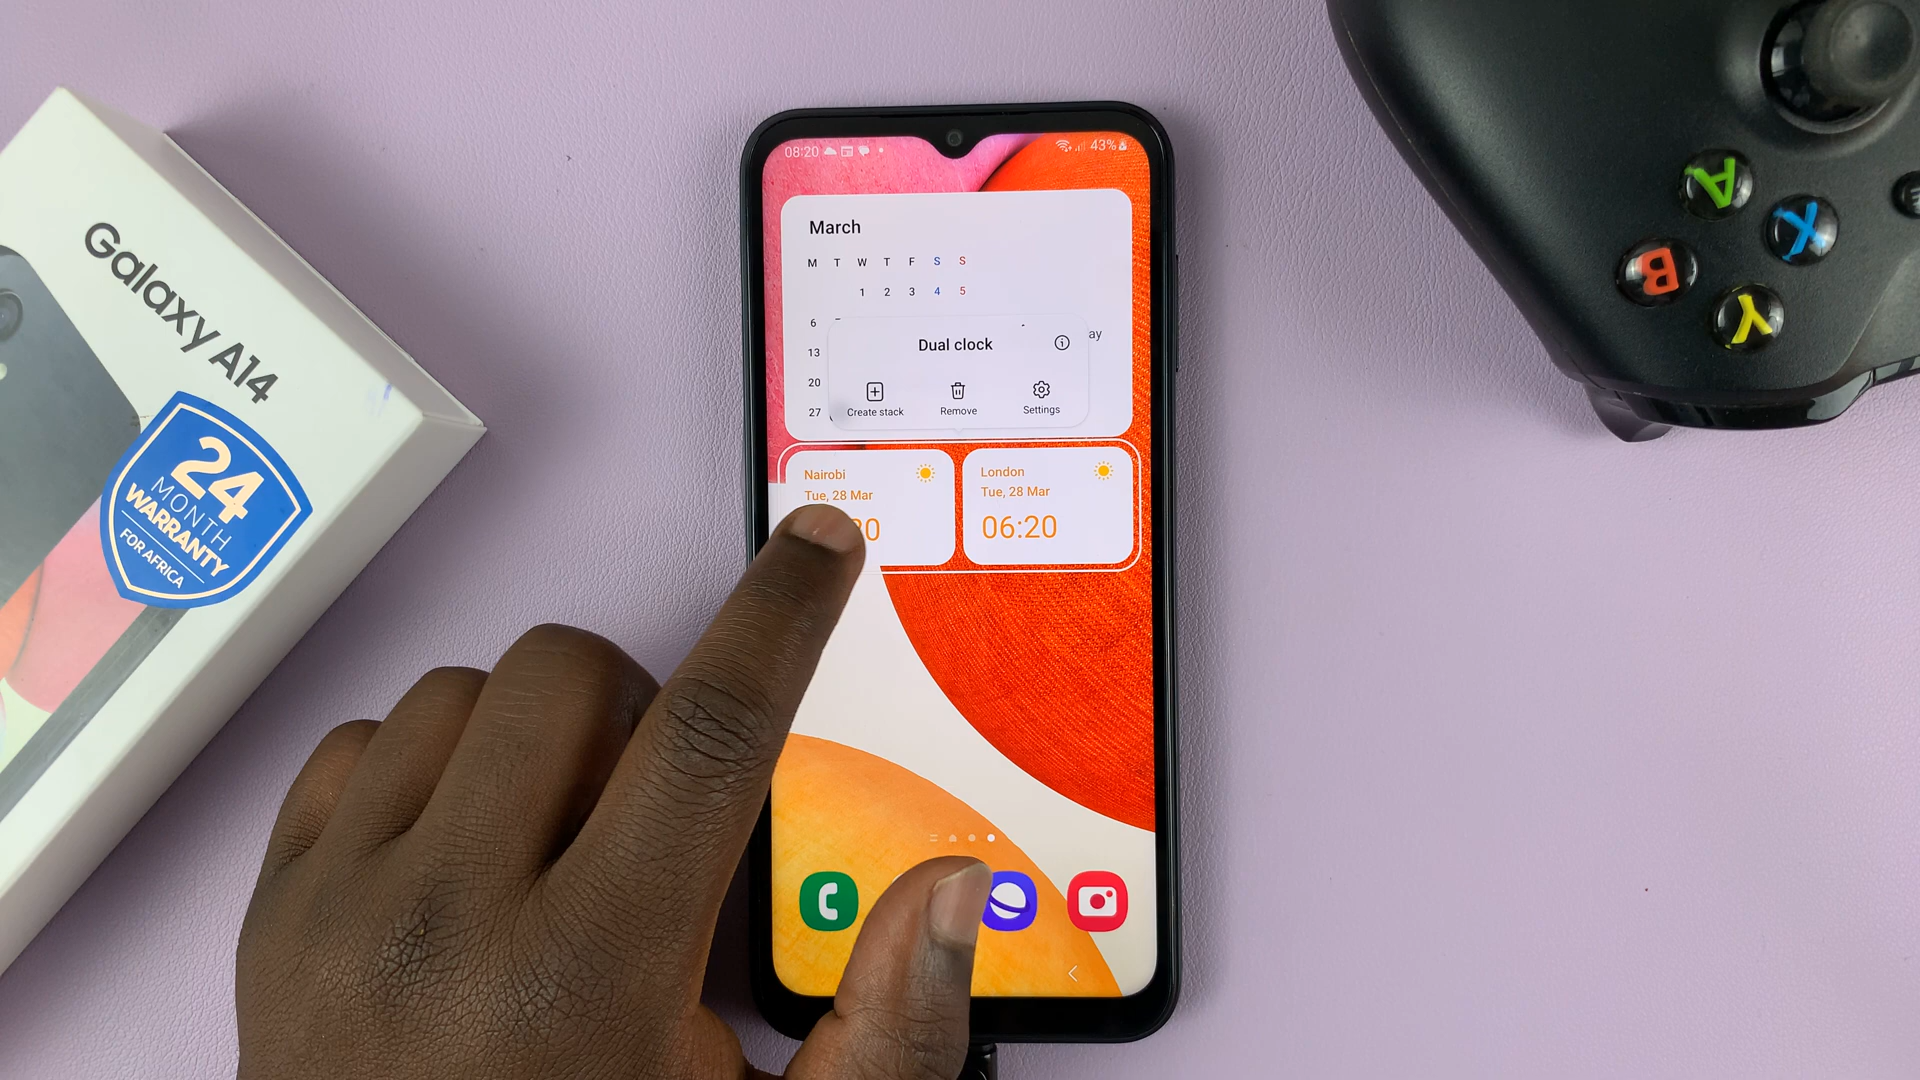 Galaxy A14
24
MONTH
WARRANTY
FOR AFRICA
08:20
43%
March
M T W T F S S
1 2 3 4 5
6
13
20
27
ay
Dual clock
Create stack Remove Settings
Nairobi
Tue, 28 Mar
London
Tue, 28 Mar
06:20
A
X
B
Y